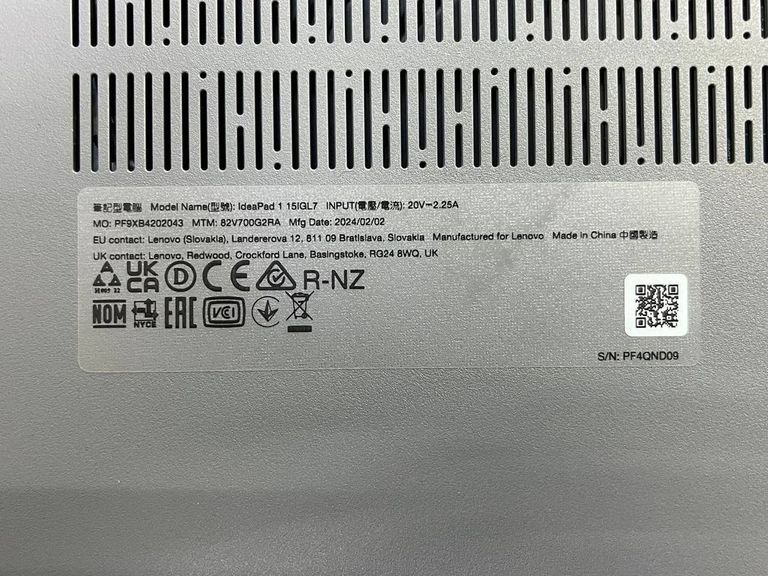 筆記型電腦 Model Name(型號): IdeaPad 1 15IGL7 INPUT(電壓/電流): 20V⎓2.25A
MO: PF9XB4202043 MTM: 82V700G2RA Mfg Date: 2024/02/02
EU contact: Lenovo (Slovakia), Landererova 12, 811 09 Bratislava, Slovakia Manufactured for Lenovo Made in China 中國製造
UK contact: Lenovo, Redwood, Crockford Lane, Basingstoke, RG24 8WQ, UK
UK CA D CE R-NZ
NOM NYCE EAC VCI
S/N: PF4QND09